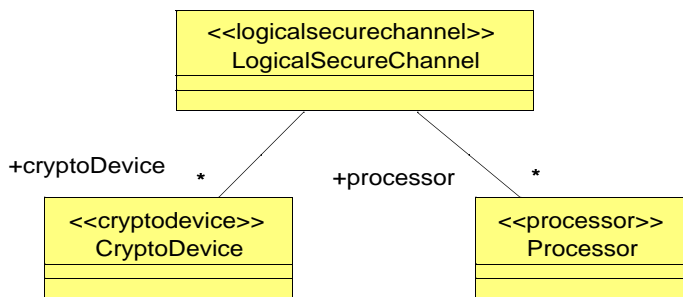 <<logicalsecurechannel>>
LogicalSecureChannel
+cryptoDevice
*
+processor
*
<<cryptodevice>>
CryptoDevice
<<processor>>
Processor